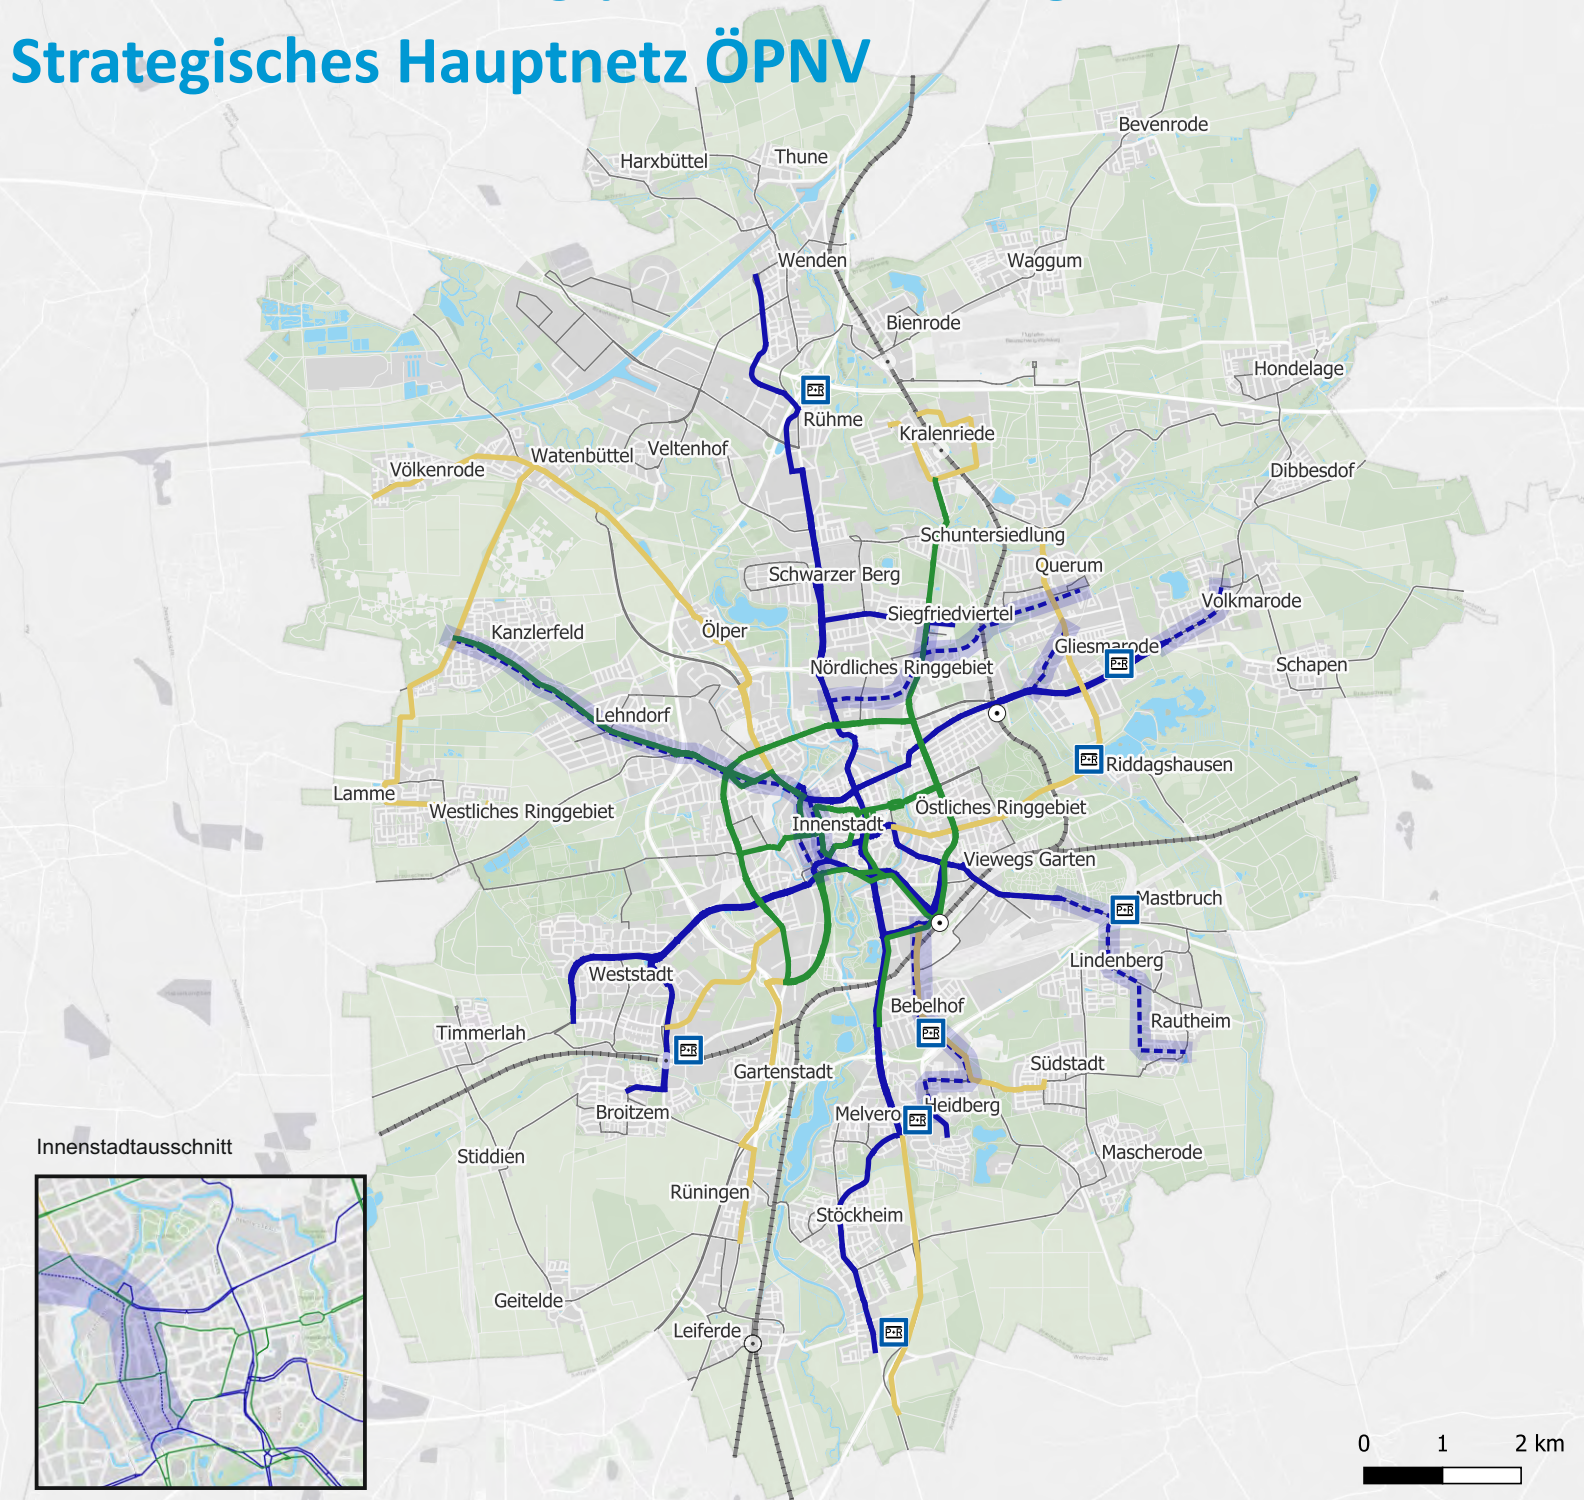 Strategisches Hauptnetz ÖPNV
Bevenrode
Harxbüttel
Thune
Wenden
Waggum
Bienrode
Hondelage
P+R
Rühme
Kralenriede
Veltenhof
Watenbüttel
Völkenrode
Dibbesdorf
Schuntersiedlung
Querum
Schwarzer Berg
Volkmarode
Siegfriedviertel
Kanzlerfeld
Ölper
Gliesmarode
P+R
Nördliches Ringgebiet
Schapen
Lehndorf
P+R
Riddagshausen
Lamme
Westliches Ringgebiet
Östliches Ringgebiet
Innenstadt
Viewegs Garten
P+R
Mastbruch
Lindenberg
Weststadt
Bebelhof
Rautheim
Timmerlah
P+R
P+R
Südstadt
Gartenstadt
Broitzem
Melvero
P+R
Heidberg
Innenstadtausschnitt
Stiddien
Mascherode
Rüningen
Stöckheim
Geitelde
Leiferde
P+R
0 1 2 km